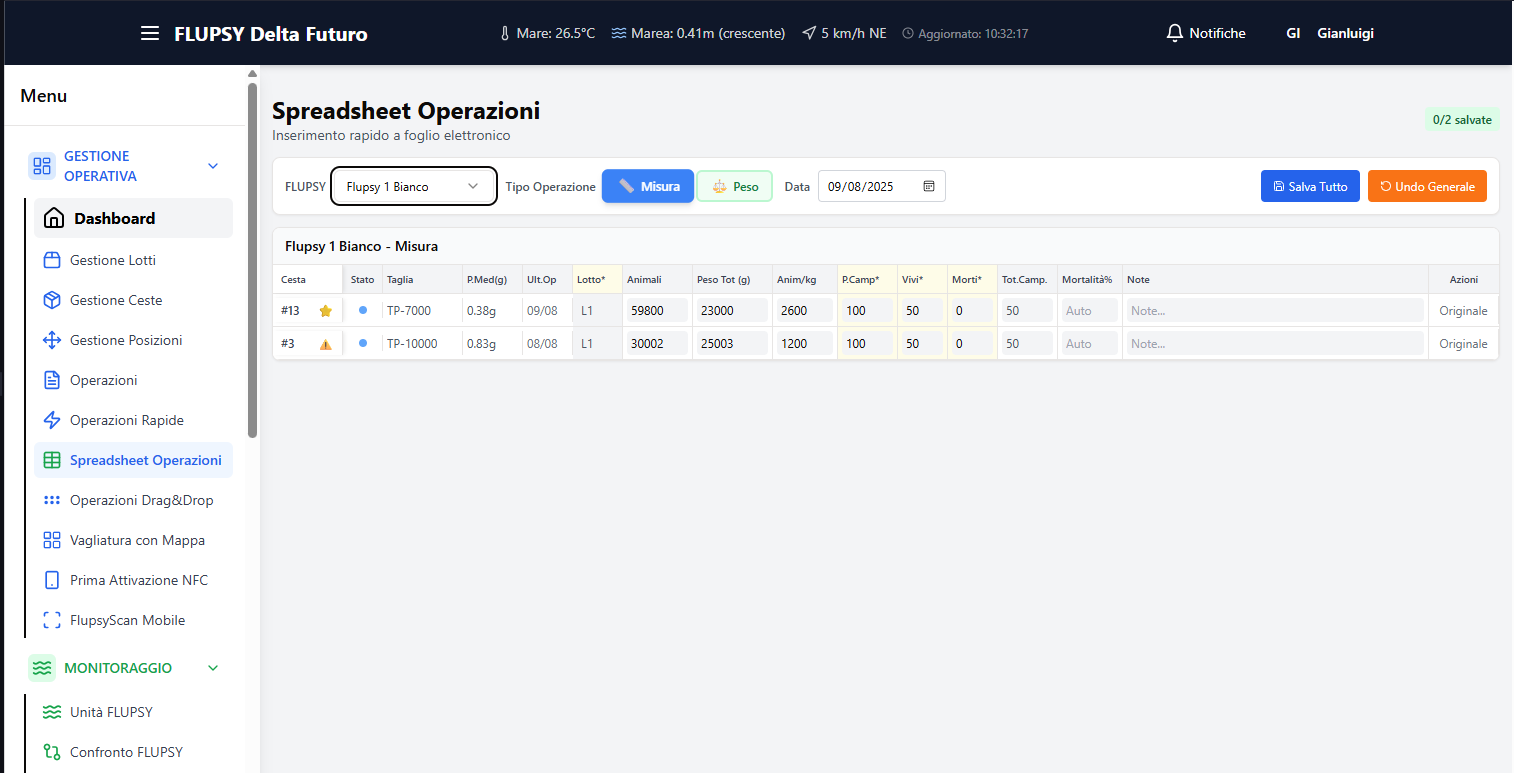 FLUPSY Delta Futuro
Mare: 26.5°C Marea: 0.41m (crescente) 5 km/h NE Aggiornato: 10:32:17
Notifiche GI Gianluigi
Menu
GESTIONE
OPERATIVA
Dashboard
Gestione Lotti
Gestione Ceste
Gestione Posizioni
Operazioni
Operazioni Rapide
Spreadsheet Operazioni
Operazioni Drag&Drop
Vagliatura con Mappa
Prima Attivazione NFC
FlupsyScan Mobile
MONITORAGGIO
Unità FLUPSY
Confronto FLUPSY
Spreadsheet Operazioni
Inserimento rapido a foglio elettronico
0/2 salvate
FLUPSY Flupsy 1 Bianco Tipo Operazione Misura Peso Data 09/08/2025 Salva Tutto Undo Generale
Flupsy 1 Bianco - Misura
Cesta Stato Taglia P.Med(g) Ult.Op Lotto* Animali Peso Tot (g) Anim/kg P.Camp* Vivi* Morti* Tot.Camp. Mortalità% Note Azioni
#13 TP-7000 0.38g 09/08 L1 59800 23000 2600 100 50 0 50 Auto Note... Originale
#3 TP-10000 0.83g 08/08 L1 30002 25003 1200 100 50 0 50 Auto Note... Originale